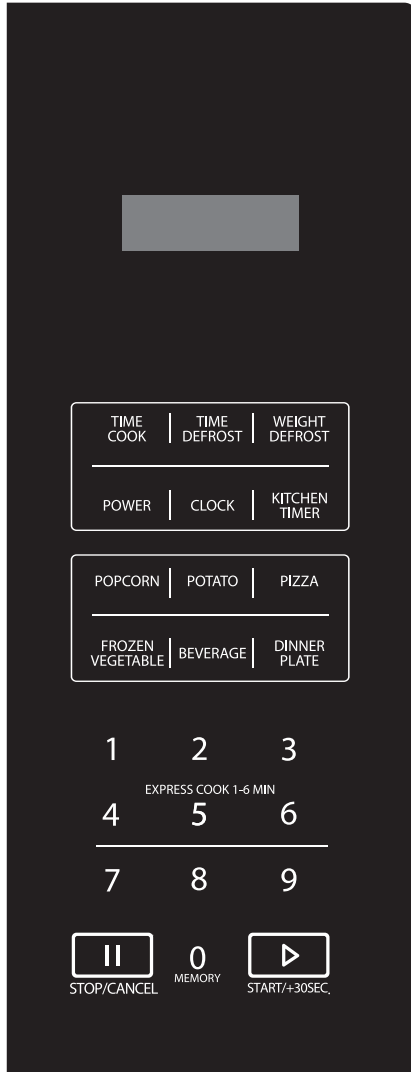 TIME COOK
TIME DEFROST
WEIGHT DEFROST
POWER
CLOCK
KITCHEN TIMER
POPCORN
POTATO
PIZZA
FROZEN VEGETABLE
BEVERAGE
DINNER PLATE
1 2 3
EXPRESS COOK 1-6 MIN
4 5 6
7 8 9
0
MEMORY
STOP/CANCEL
START/+30SEC.